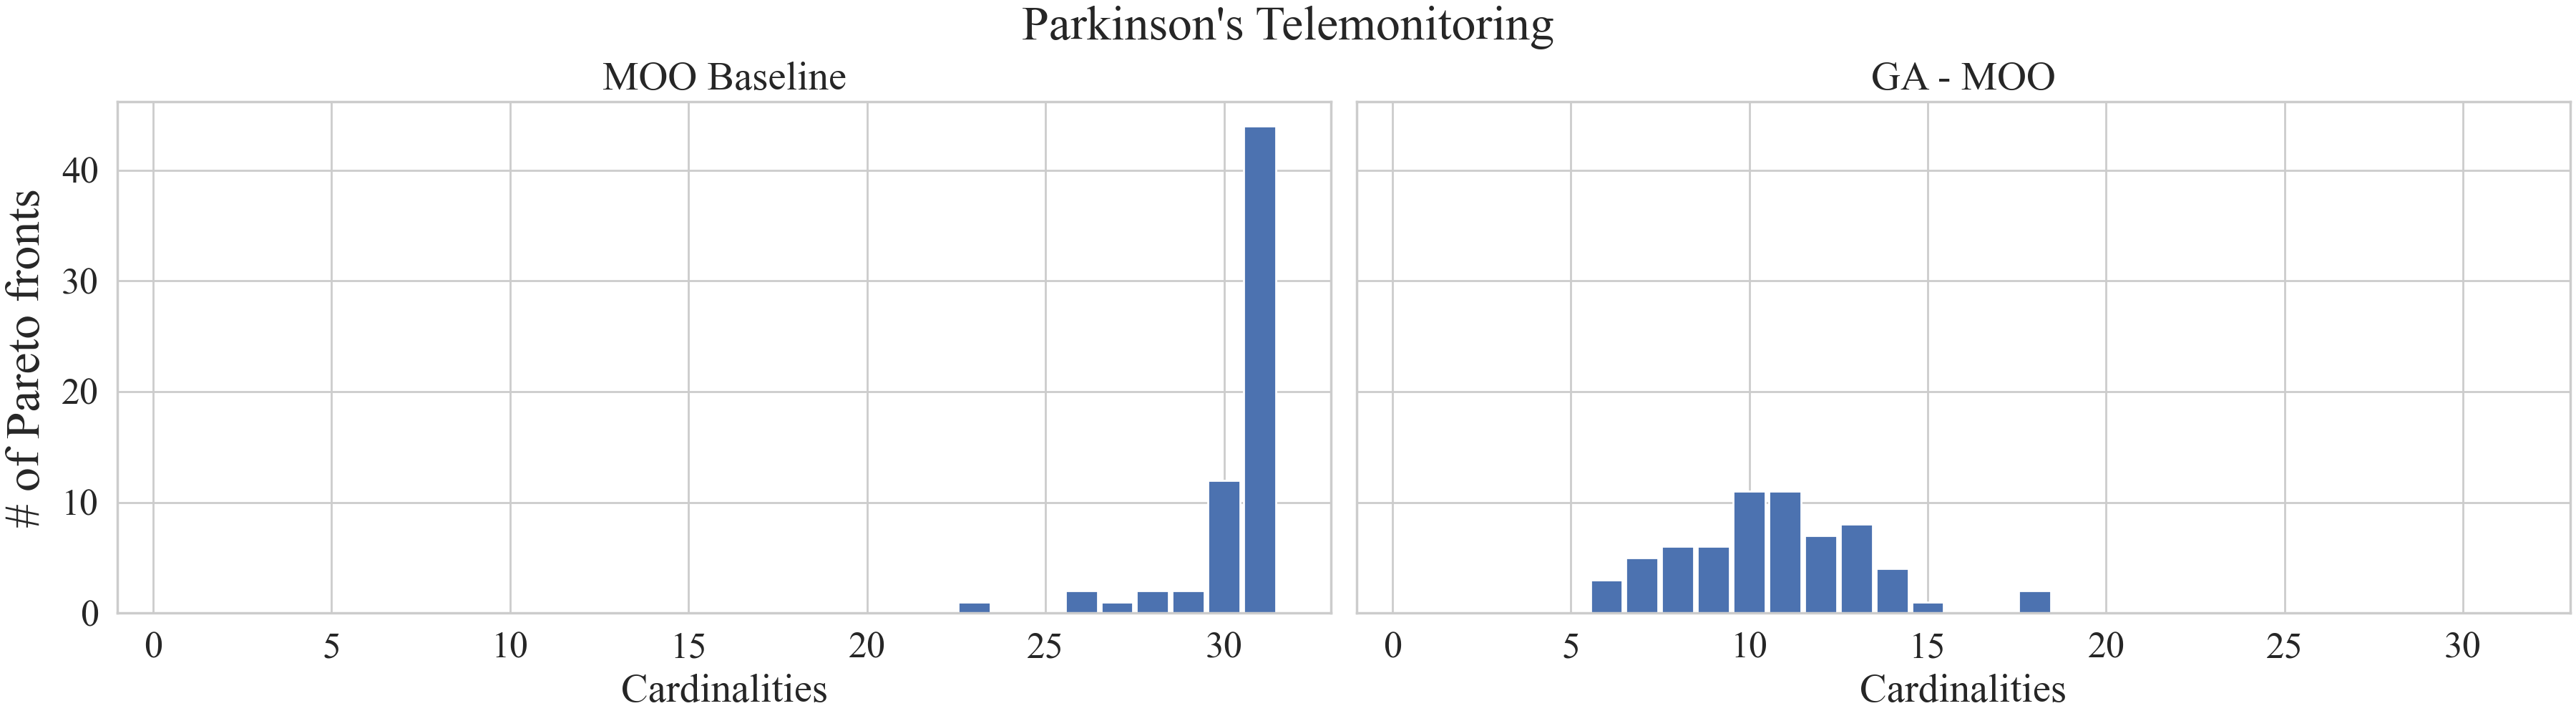 Parkinson's Telemonitoring
MOO Baseline
GA - MOO
# of Pareto fronts
40
30
20
10
0
0 5 10 15 20 25 30
0 5 10 15 20 25 30
Cardinalities
Cardinalities